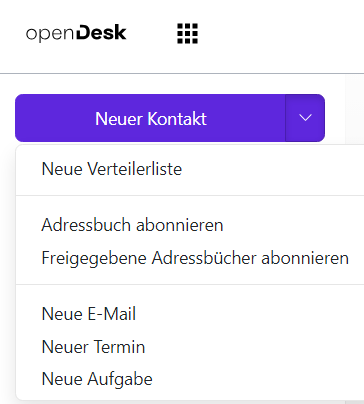 openDesk
Neuer Kontakt
Neue Verteilerliste
Adressbuch abonnieren
Freigegebene Adressbücher abonnieren
Neue E-Mail
Neuer Termin
Neue Aufgabe